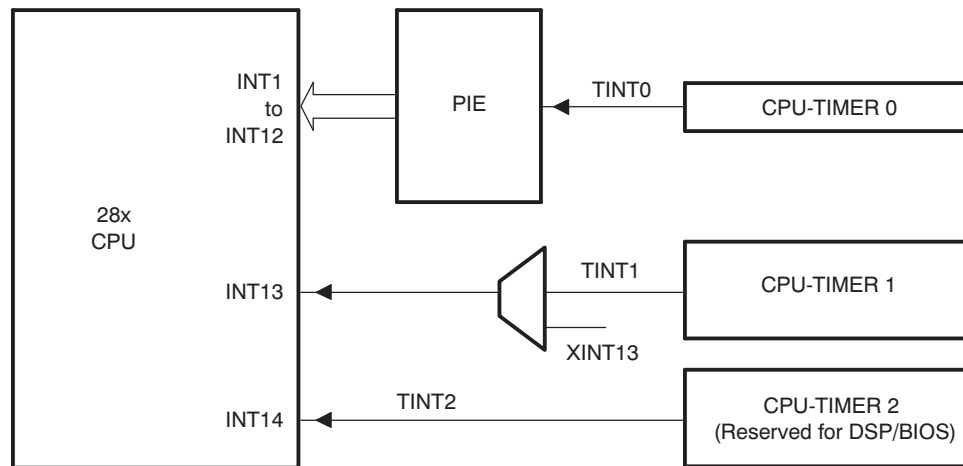 INT1
to
INT12
PIE
TINT0
CPU-TIMER 0
28x
CPU
INT13
TINT1
CPU-TIMER 1
XINT13
INT14
TINT2
CPU-TIMER 2
(Reserved for DSP/BIOS)